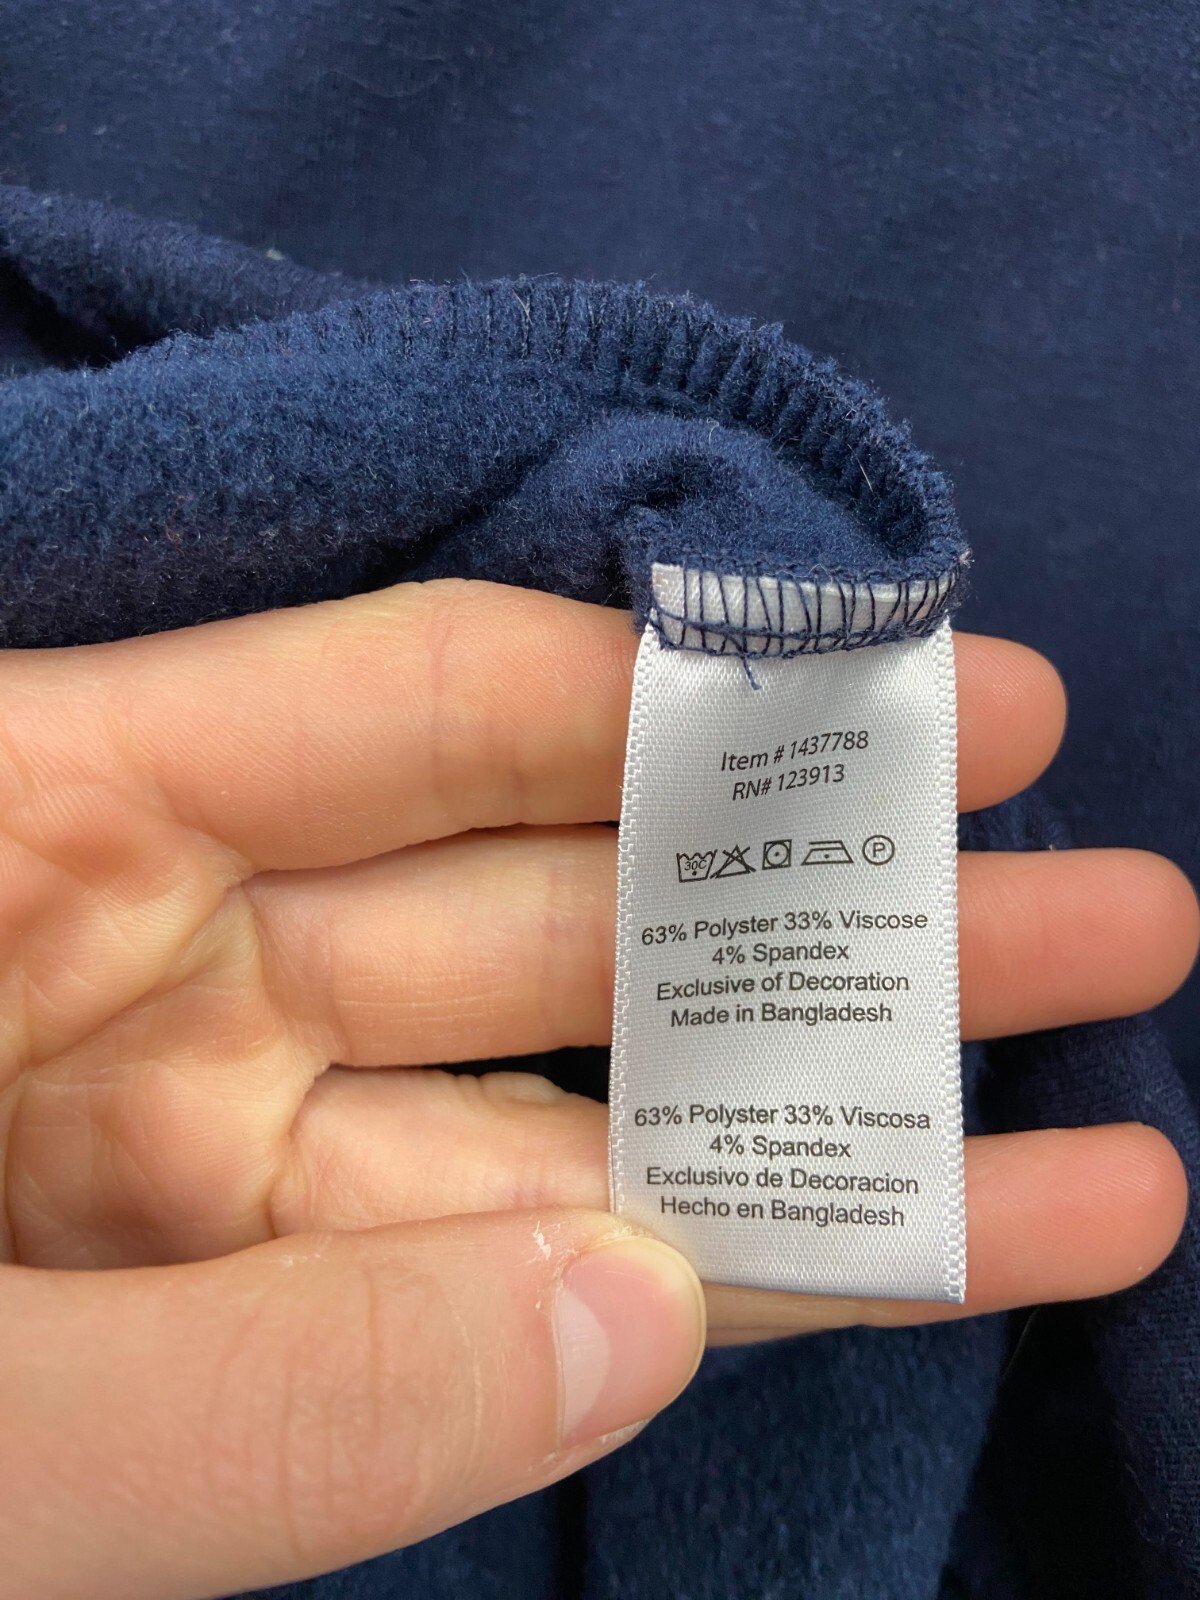 Item # 1437788
RN# 123913
30C P
63% Polyster 33% Viscose
4% Spandex
Exclusive of Decoration
Made in Bangladesh
63% Polyster 33% Viscosa
4% Spandex
Exclusivo de Decoracion
Hecho en Bangladesh